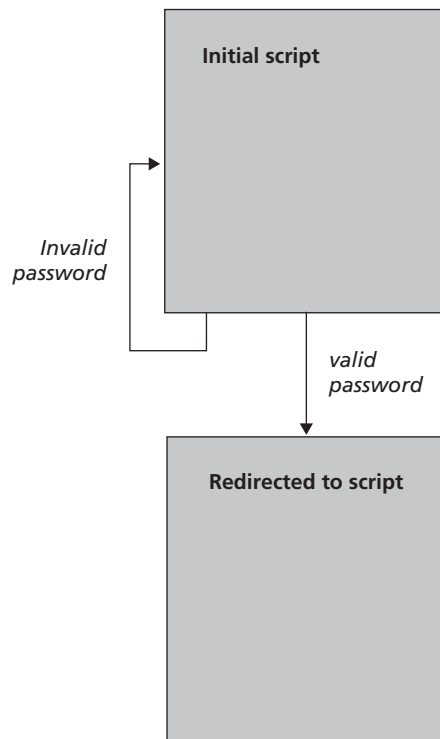 Initial script
Invalid
password
valid
password
Redirected to script